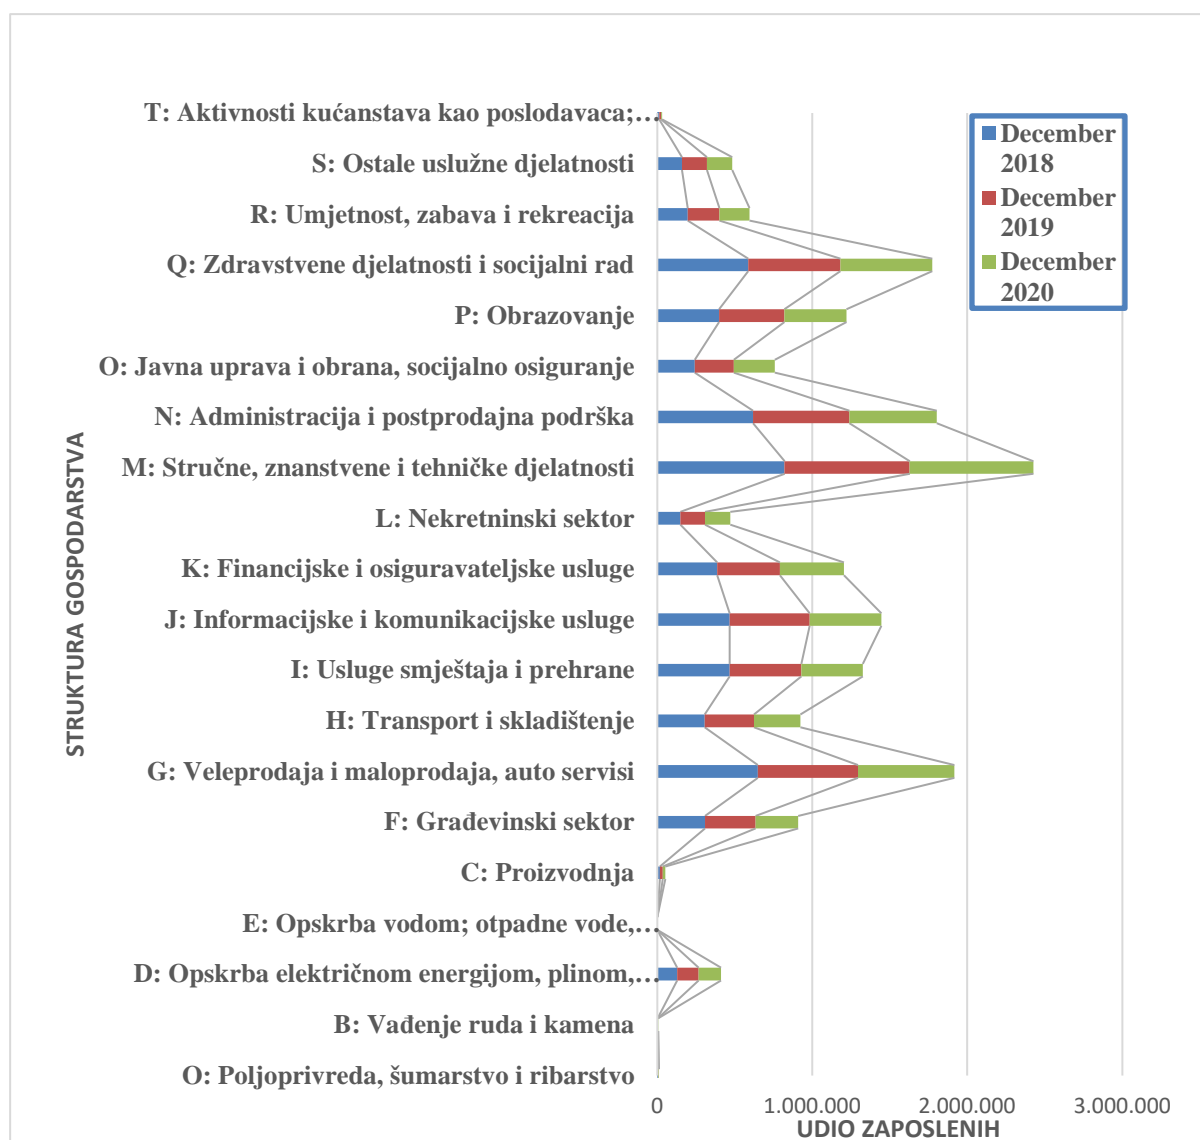 T: Aktivnosti kućanstava kao poslodavaca;…
S: Ostale uslužne djelatnosti
R: Umjetnost, zabava i rekreacija
Q: Zdravstvene djelatnosti i socijalni rad
P: Obrazovanje
O: Javna uprava i obrana, socijalno osiguranje
N: Administracija i postprodajna podrška
M: Stručne, znanstvene i tehničke djelatnosti
L: Nekretninski sektor
K: Financijske i osiguravateljske usluge
J: Informacijske i komunikacijske usluge
I: Usluge smještaja i prehrane
H: Transport i skladištenje
G: Veleprodaja i maloprodaja, auto servisi
F: Građevinski sektor
C: Proizvodnja
E: Opskrba vodom; otpadne vode,…
D: Opskrba električnom energijom, plinom,…
B: Vađenje ruda i kamena
O: Poljoprivreda, šumarstvo i ribarstvo
STRUKTURA GOSPODARSTVA
December
2018
December
2019
December
2020
0
1.000.000
2.000.000
3.000.000
UDIO ZAPOSLENIH